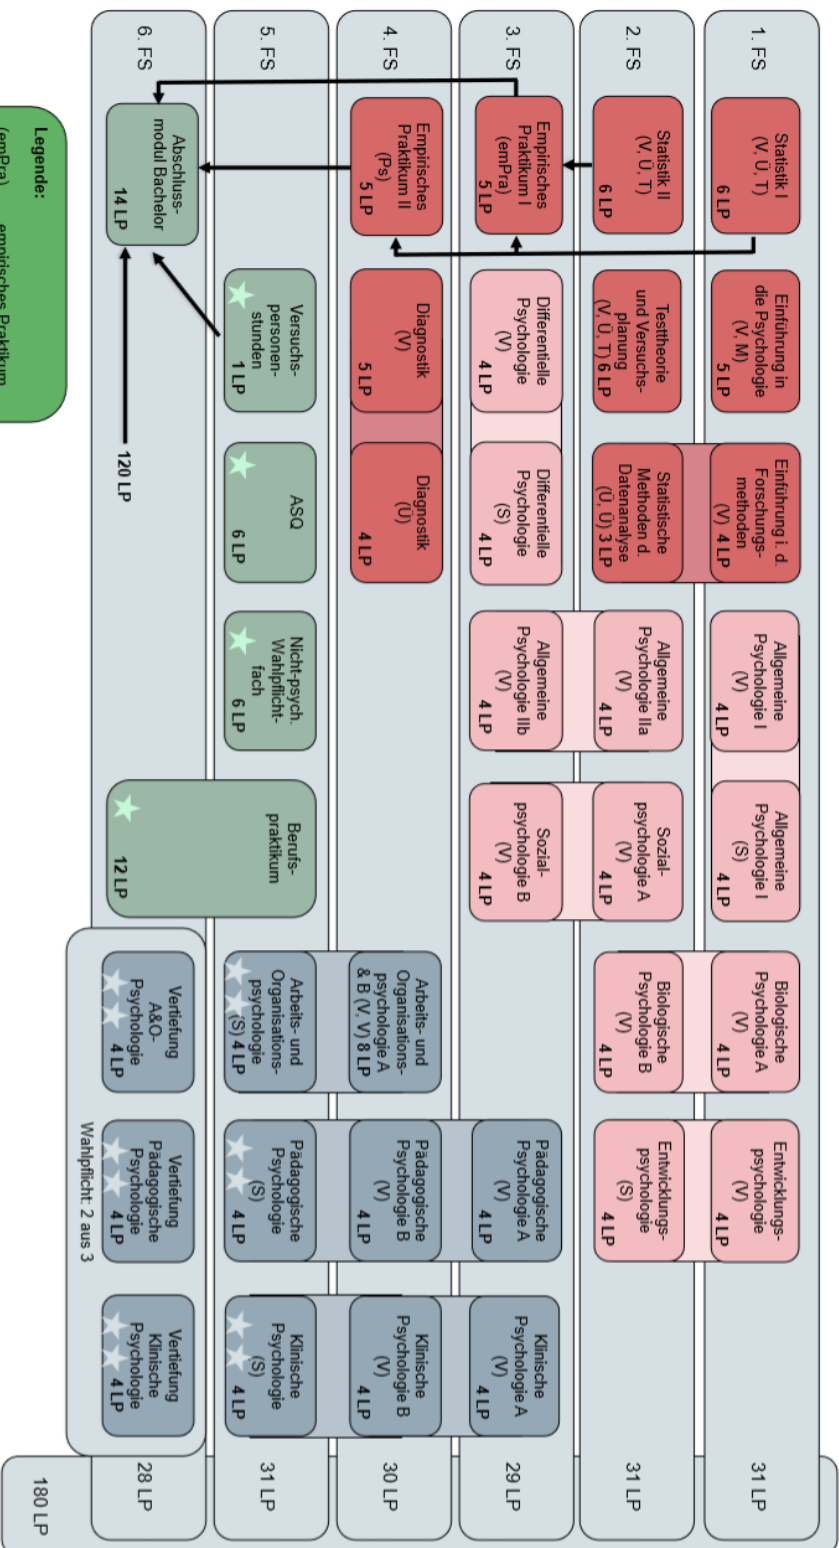 1. FS
Statistik I
(V, Ü, T)
6 LP
Einführung in
die Psychologie
(V, M)
5 LP
Einführung i. d.
Forschungs-
methoden
(V) 4 LP
Allgemeine
Psychologie I
(V)
4 LP
Allgemeine
Psychologie I
(S)
4 LP
Biologische
Psychologie A
(V)
4 LP
Entwicklungs-
psychologie
(V)
4 LP
31 LP
2. FS
Statistik II
(V, Ü, T)
6 LP
Testtheorie
und Versuchs-
planung
(V, Ü, T) 6 LP
Statistische
Methoden d.
Datenanalyse
(Ü, Ü) 3 LP
Allgemeine
Psychologie IIa
(V)
4 LP
Sozial-
psychologie A
(V)
4 LP
Biologische
Psychologie B
(V)
4 LP
Entwicklungs-
psychologie
(S)
4 LP
31 LP
3. FS
Empirisches
Praktikum I
(emPra)
5 LP
Differentielle
Psychologie
(V)
4 LP
Differentielle
Psychologie
(S)
4 LP
Allgemeine
Psychologie IIb
(V)
4 LP
Sozial-
psychologie B
(V)
4 LP
Pädagogische
Psychologie A
(V)
4 LP
Klinische
Psychologie A
(V)
4 LP
29 LP
4. FS
Empirisches
Praktikum II
(Ps)
5 LP
Diagnostik
(V)
5 LP
Diagnostik
(Ü)
4 LP
Arbeits- und
Organisations-
psychologie A
& B (V, V) 8 LP
Pädagogische
Psychologie B
(V)
4 LP
Klinische
Psychologie B
(V)
4 LP
30 LP
5. FS
Versuchs-
personen-
stunden
1 LP
ASQ
6 LP
Nicht-psych.
Wahlpflicht-
fach
6 LP
Berufs-
praktikum
12 LP
Arbeits- und
Organisations-
psychologie
(S) 4 LP
Pädagogische
Psychologie
(S)
4 LP
Klinische
Psychologie
(S)
4 LP
31 LP
6. FS
Abschluss-
modul Bachelor
14 LP
120 LP
Vertiefung
A&O-
Psychologie
4 LP
Vertiefung
Pädagogische
Psychologie
4 LP
Vertiefung
Klinische
Psychologie
4 LP
Wahlpflicht: 2 aus 3
28 LP
180 LP
Legende:
(emPra) empirisches Praktikum